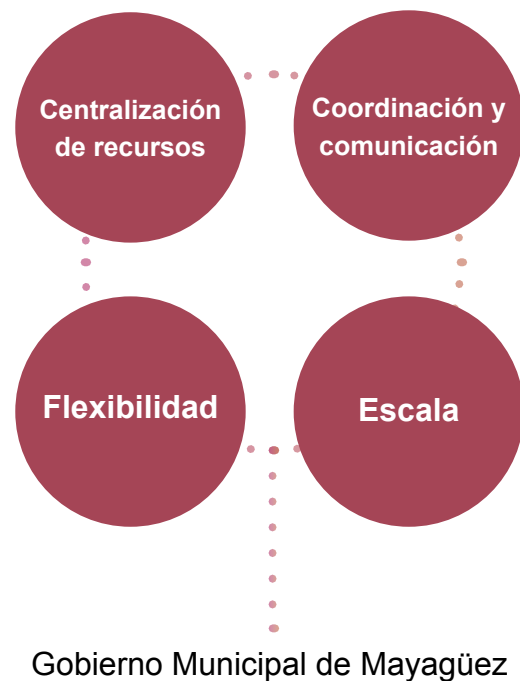 Centralización
de recursos
Coordinación y
comunicación
Flexibilidad
Escala
Gobierno Municipal de Mayagüez